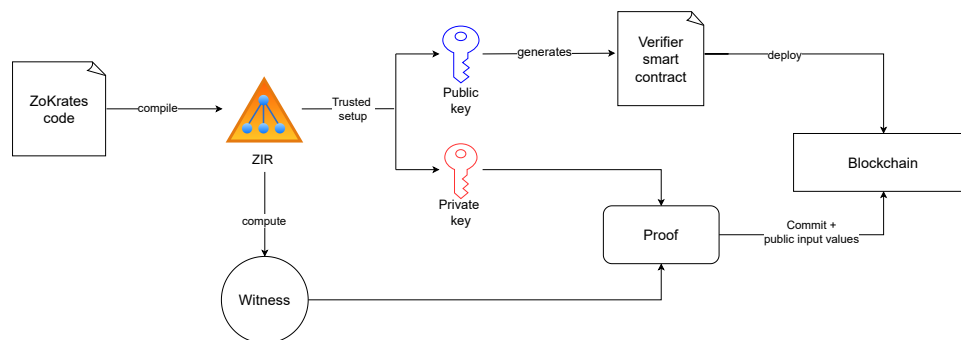 ZoKrates
code
compile
ZIR
Trusted
setup
Public
key
generates
Verifier
smart
contract
deploy
Blockchain
Private
key
compute
Proof
Commit +
public input values
Witness